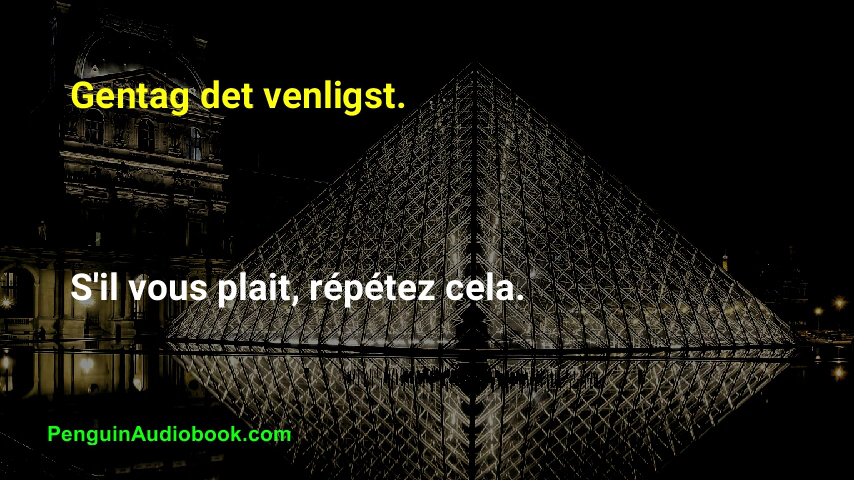 Gentag det venligst.
S'il vous plait, répétez cela.
PenguinAudiobook.com